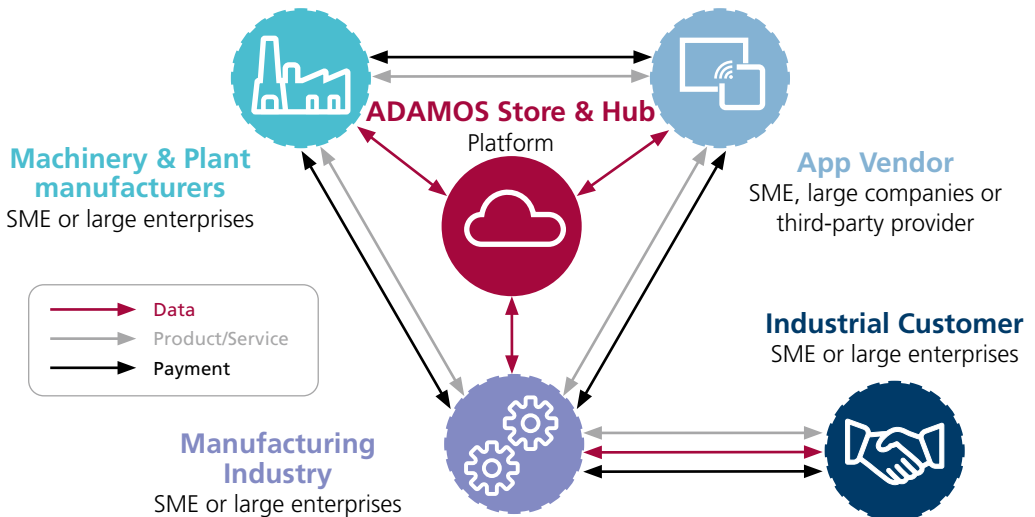 ADAMOS Store & Hub
Platform
Machinery & Plant
manufacturers
SME or large enterprises
App Vendor
SME, large companies or
third-party provider
Data
Product/Service
Payment
Industrial Customer
SME or large enterprises
Manufacturing
Industry
SME or large enterprises